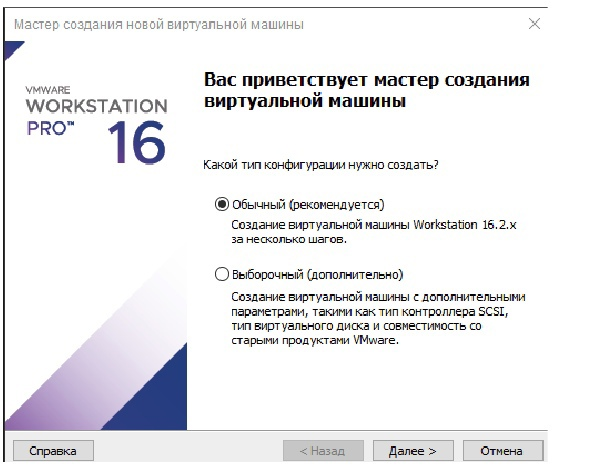 Мастер создания новой виртуальной машины
VMWARE
WORKSTATION
PRO™ 16
Вас приветствует мастер создания
виртуальной машины
Какой тип конфигурации нужно создать?
Обычный (рекомендуется)
Создание виртуальной машины Workstation 16.2.x
за несколько шагов.
Выборочный (дополнительно)
Создание виртуальной машины с дополнительными
параметрами, такими как тип контроллера SCSI,
тип виртуального диска и совместимость со
старыми продуктами VMware.
Справка
< Назад
Далее >
Отмена